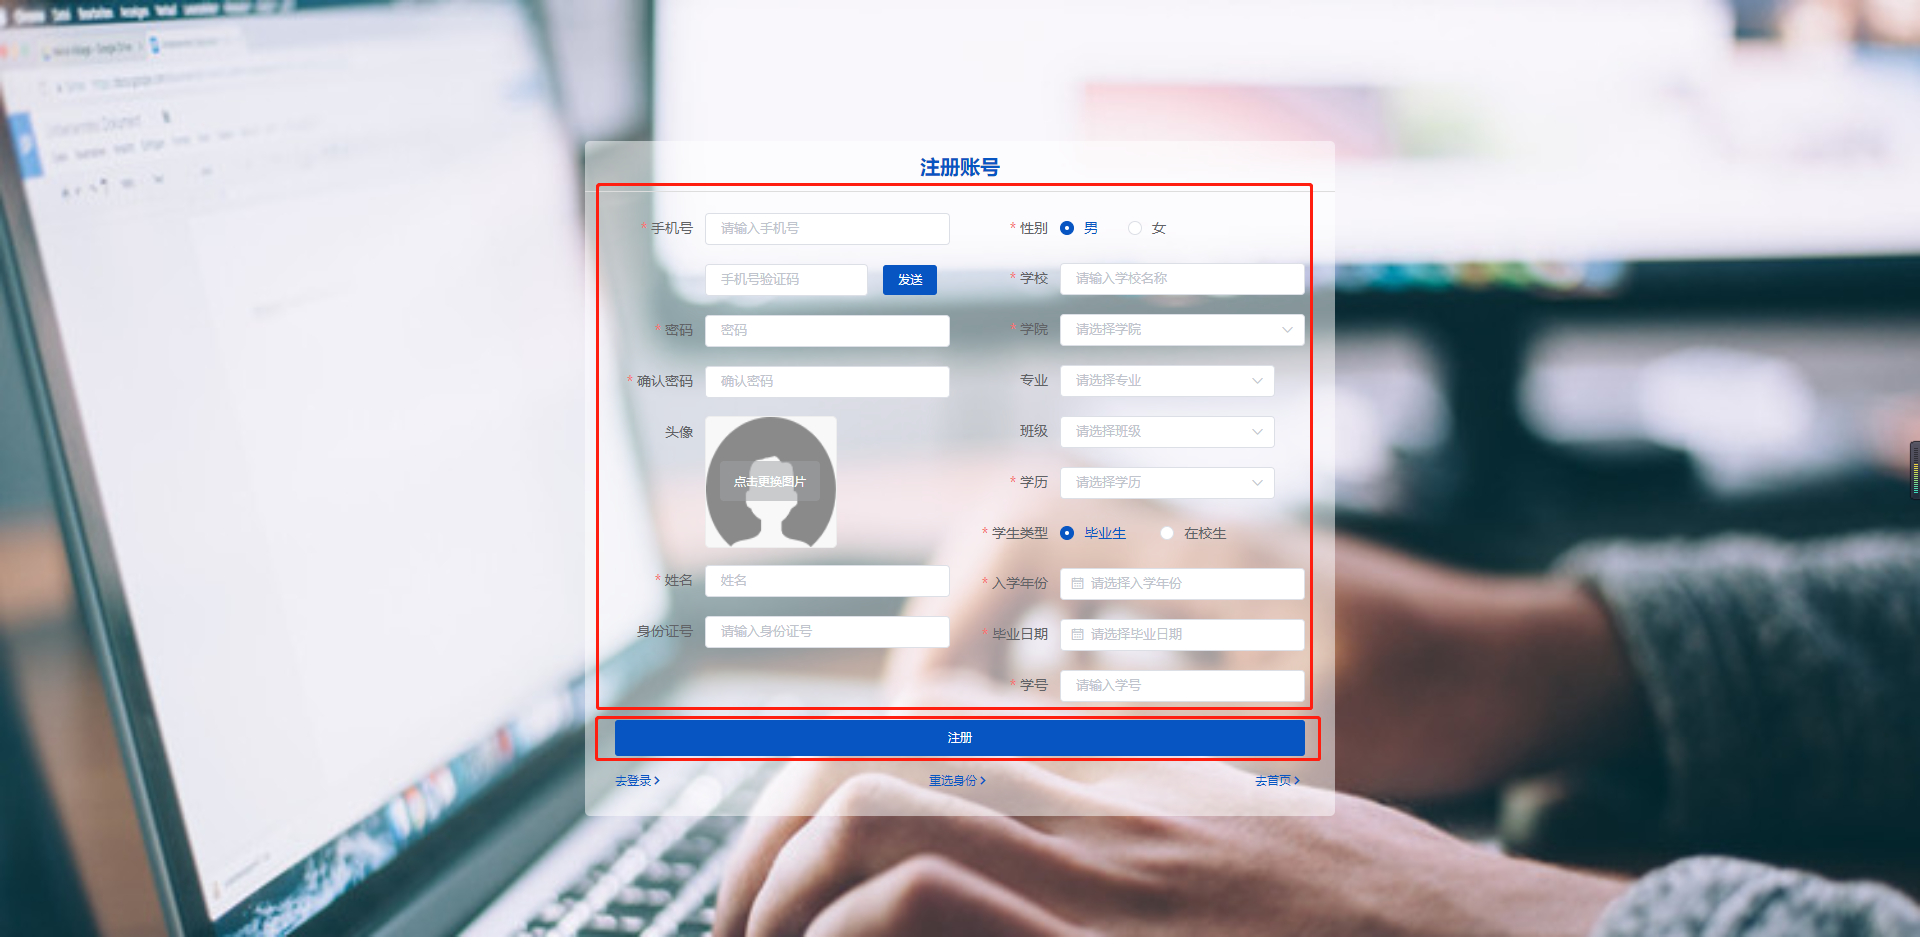 注册账号
* 手机号 请输入手机号
手机号验证码 发送
* 密码 密码
* 确认密码 确认密码
头像
点击更换图片
* 姓名 姓名
身份证号 请输入身份证号
* 性别 男 女
* 学校 请输入学校名称
* 学院 请选择学院
专业 请选择专业
班级 请选择班级
* 学历 请选择学历
* 学生类型 毕业生 在校生
* 入学年份 请选择入学年份
* 毕业日期 请选择毕业日期
* 学号 请输入学号
注册
去登录 重选身份 去首页